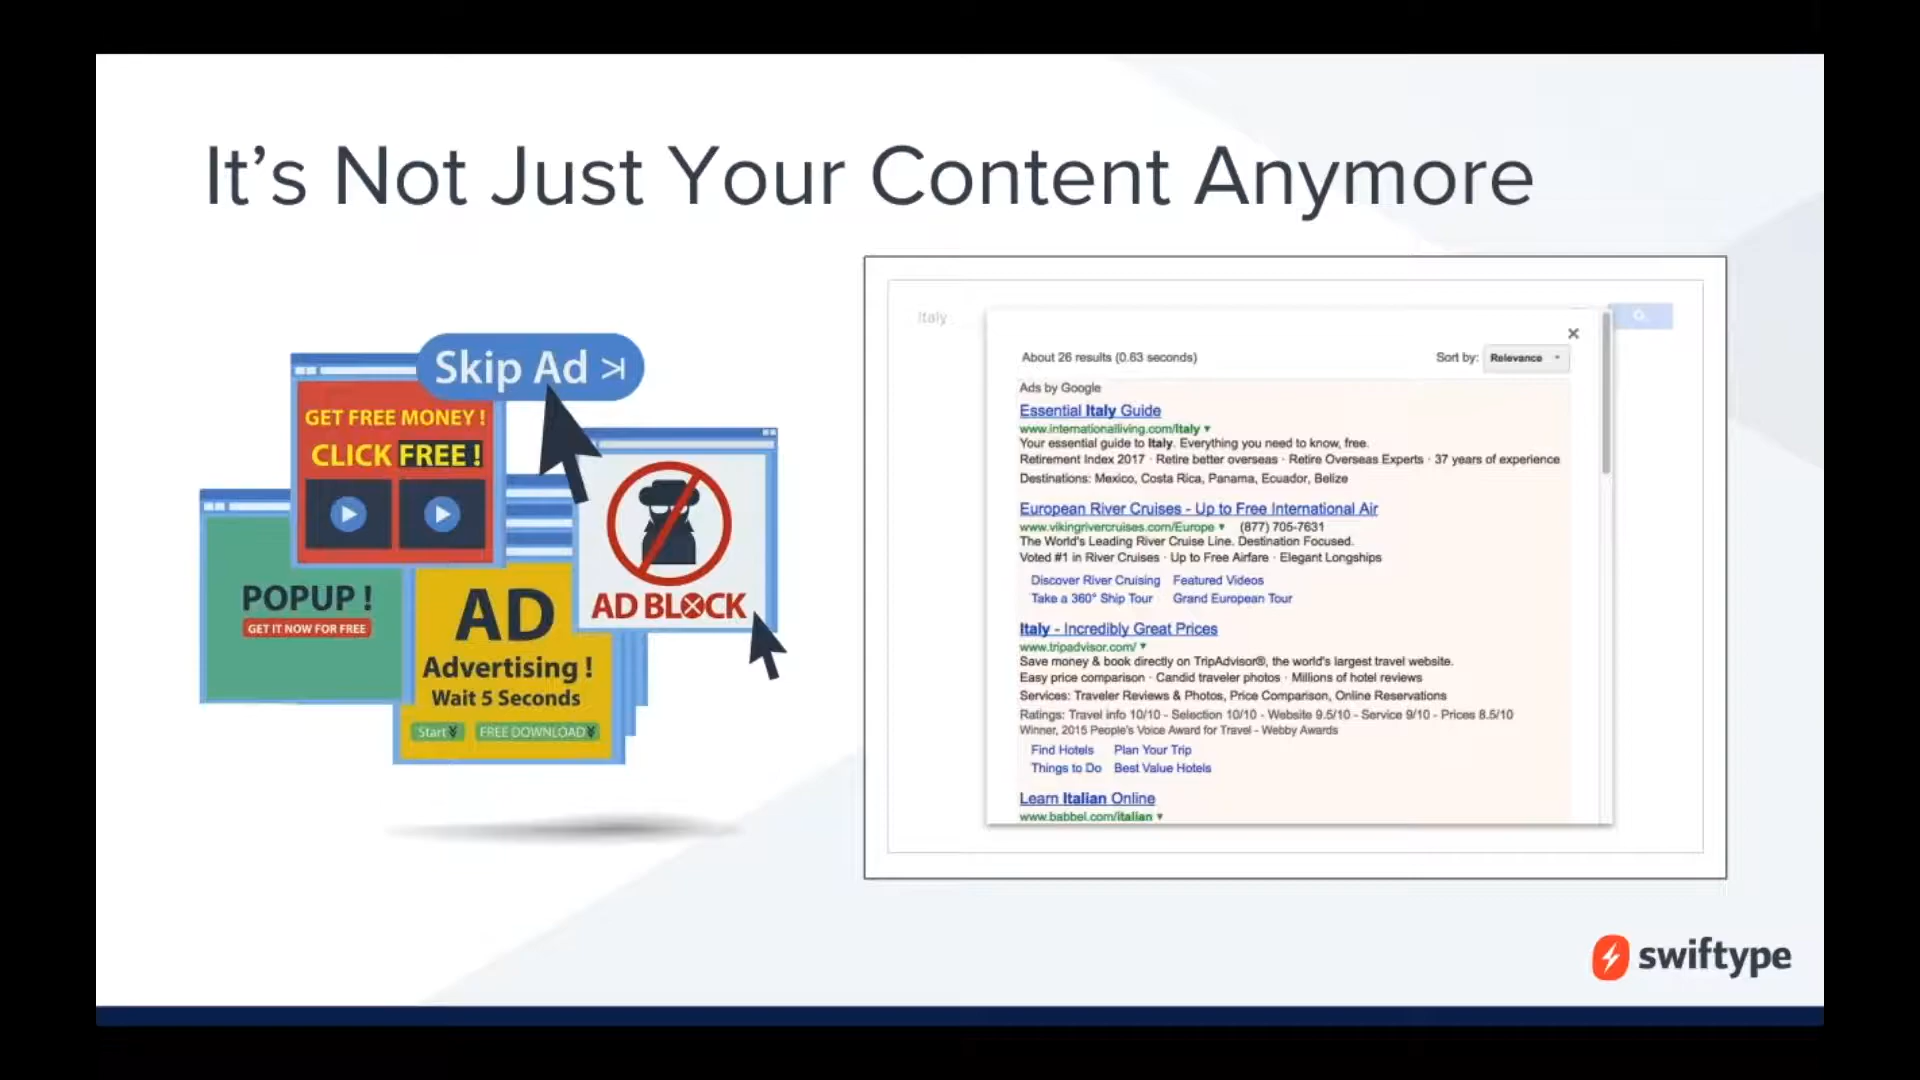 It's Not Just Your Content Anymore
Skip Ad
GET FREE MONEY !
CLICK FREE !
POPUP !
GET IT NOW FOR FREE
AD
Advertising !
Wait 5 Seconds
Start
FREE DOWNLOAD
AD BLOCK
Italy
About 26 results (0.63 seconds)
Sort by: Relevance
Ads by Google
Essential Italy Guide
www.internationalliving.com/Italy
Your essential guide to Italy. Everything you need to know, free.
Retirement Index 2017 · Retire better overseas · Retire Overseas Experts · 37 years of experience
Destinations: Mexico, Costa Rica, Panama, Ecuador, Belize
European River Cruises - Up to Free International Air
www.vikingrivercruises.com/Europe (877) 705-7631
The World's Leading River Cruise Line. Destination Focused.
Voted #1 in River Cruises · Up to Free Airfare · Elegant Longships
Discover River Cruising Featured Videos
Take a 360° Ship Tour Grand European Tour
Italy - Incredibly Great Prices
www.tripadvisor.com/
Save money & book directly on TripAdvisor®, the world's largest travel website.
Easy price comparison · Candid traveler photos · Millions of hotel reviews
Services: Traveler Reviews & Photos, Price Comparison, Online Reservations
Ratings: Travel info 10/10 - Selection 10/10 - Website 9.5/10 - Service 9/10 - Prices 8.5/10
Winner, 2015 People's Voice Award for Travel - Webby Awards
Find Hotels Plan Your Trip
Things to Do Best Value Hotels
Learn Italian Online
www.babbel.com/italian
swiftype